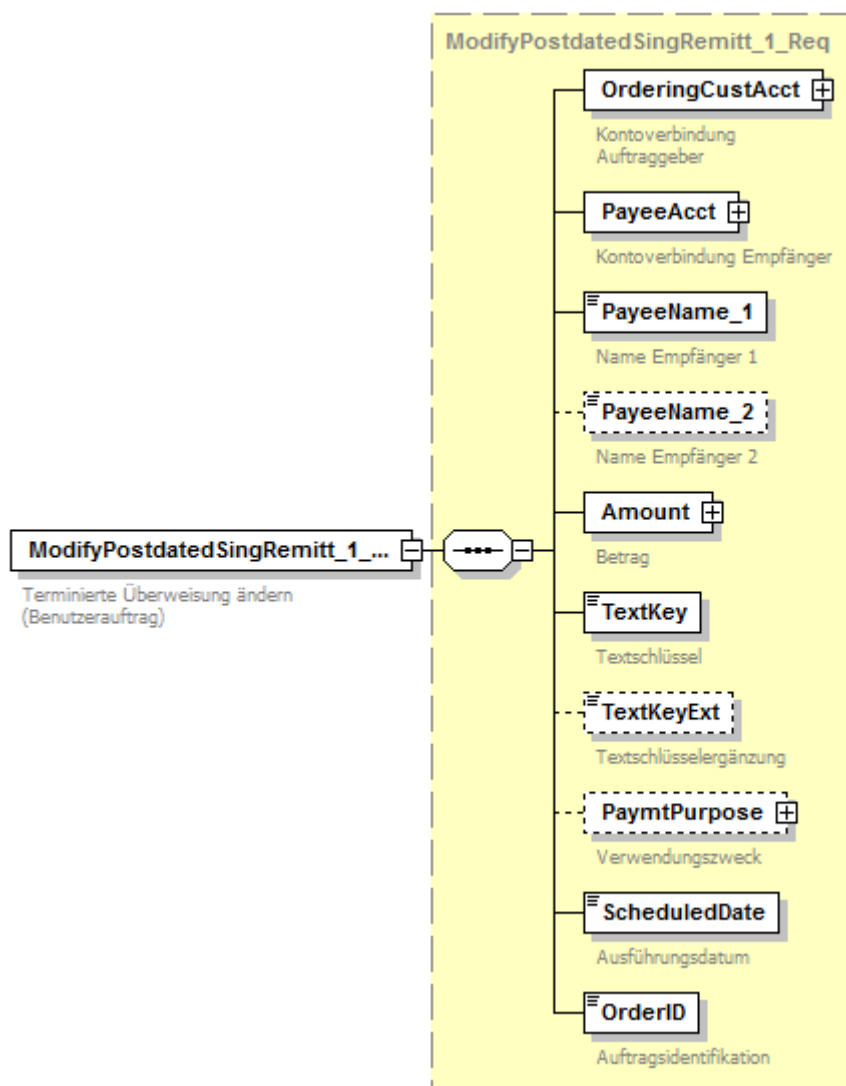 ModifyPostdatedSingRemitt_1_Req
OrderingCustAcct
Kontoverbindung
Auftraggeber
PayeeAcct
Kontoverbindung Empfänger
PayeeName_1
Name Empfänger 1
PayeeName_2
Name Empfänger 2
Amount
Betrag
ModifyPostdatedSingRemitt_1_...
Terminierte Überweisung ändern
(Benutzerauftrag)
TextKey
Textschlüssel
TextKeyExt
Textschlüsselergänzung
PaymtPurpose
Verwendungszweck
ScheduledDate
Ausführungsdatum
OrderID
Auftragsidentifikation